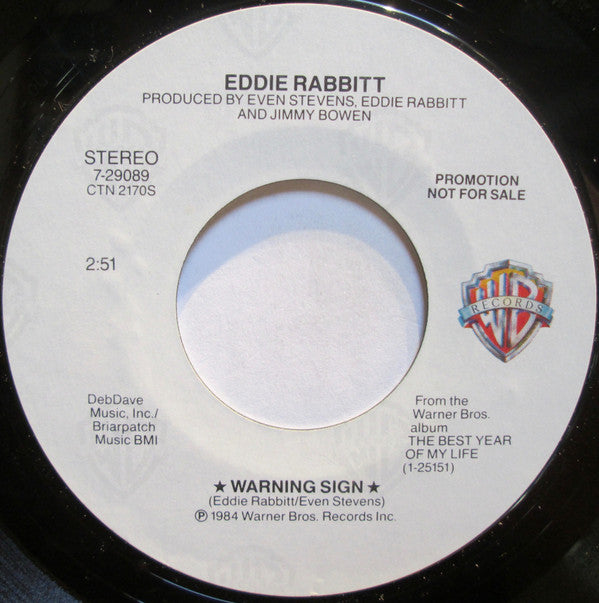 EDDIE RABBITT
PRODUCED BY EVEN STEVENS, EDDIE RABBITT
AND JIMMY BOWEN
STEREO
7-29089
CTN 2170S
PROMOTION
NOT FOR SALE
2:51
WB
RECORDS
DebDave
Music, Inc./
Briarpatch
Music BMI
From the
Warner Bros.
album
THE BEST YEAR
OF MY LIFE
(1-25151)
★ WARNING SIGN ★
(Eddie Rabbitt/Even Stevens)
℗ 1984 Warner Bros. Records Inc.